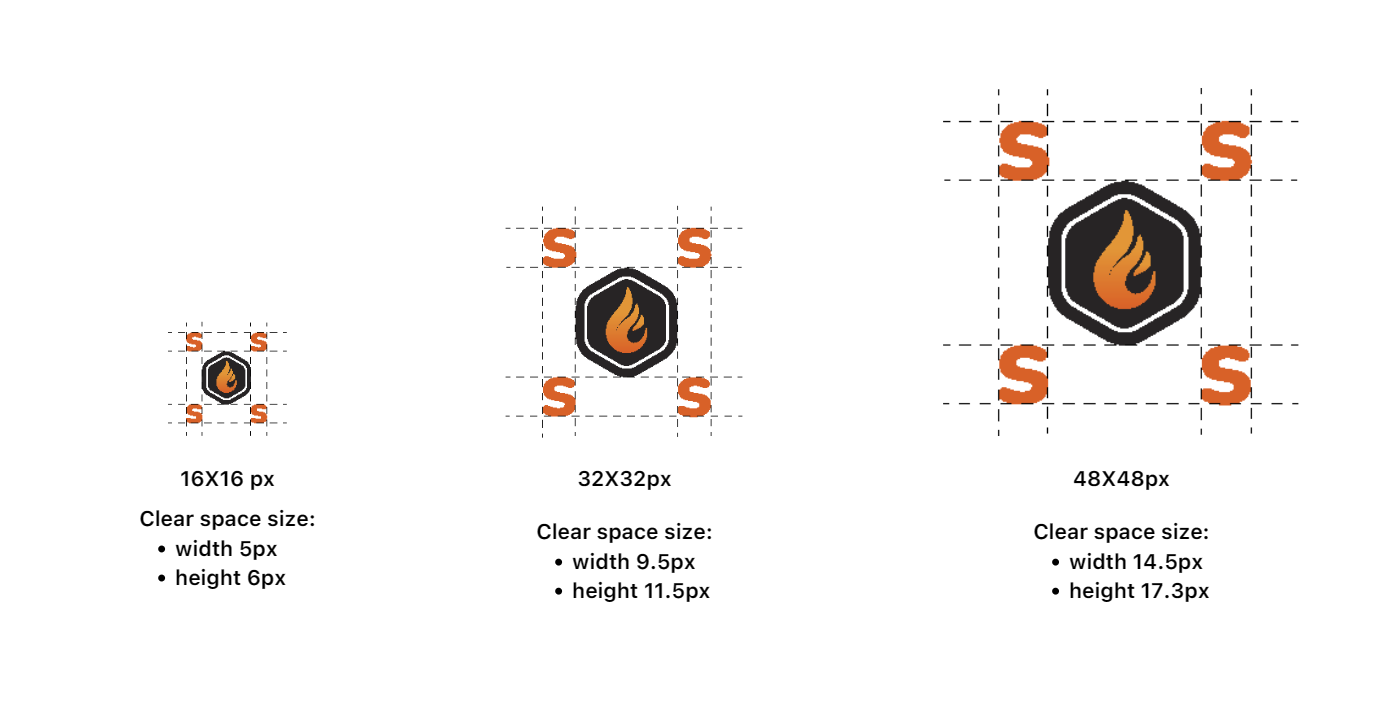 S S
S S
S S
S S
S S
S S
16X16 px
Clear space size:
• width 5px
• height 6px
32X32px
Clear space size:
• width 9.5px
• height 11.5px
48X48px
Clear space size:
• width 14.5px
• height 17.3px